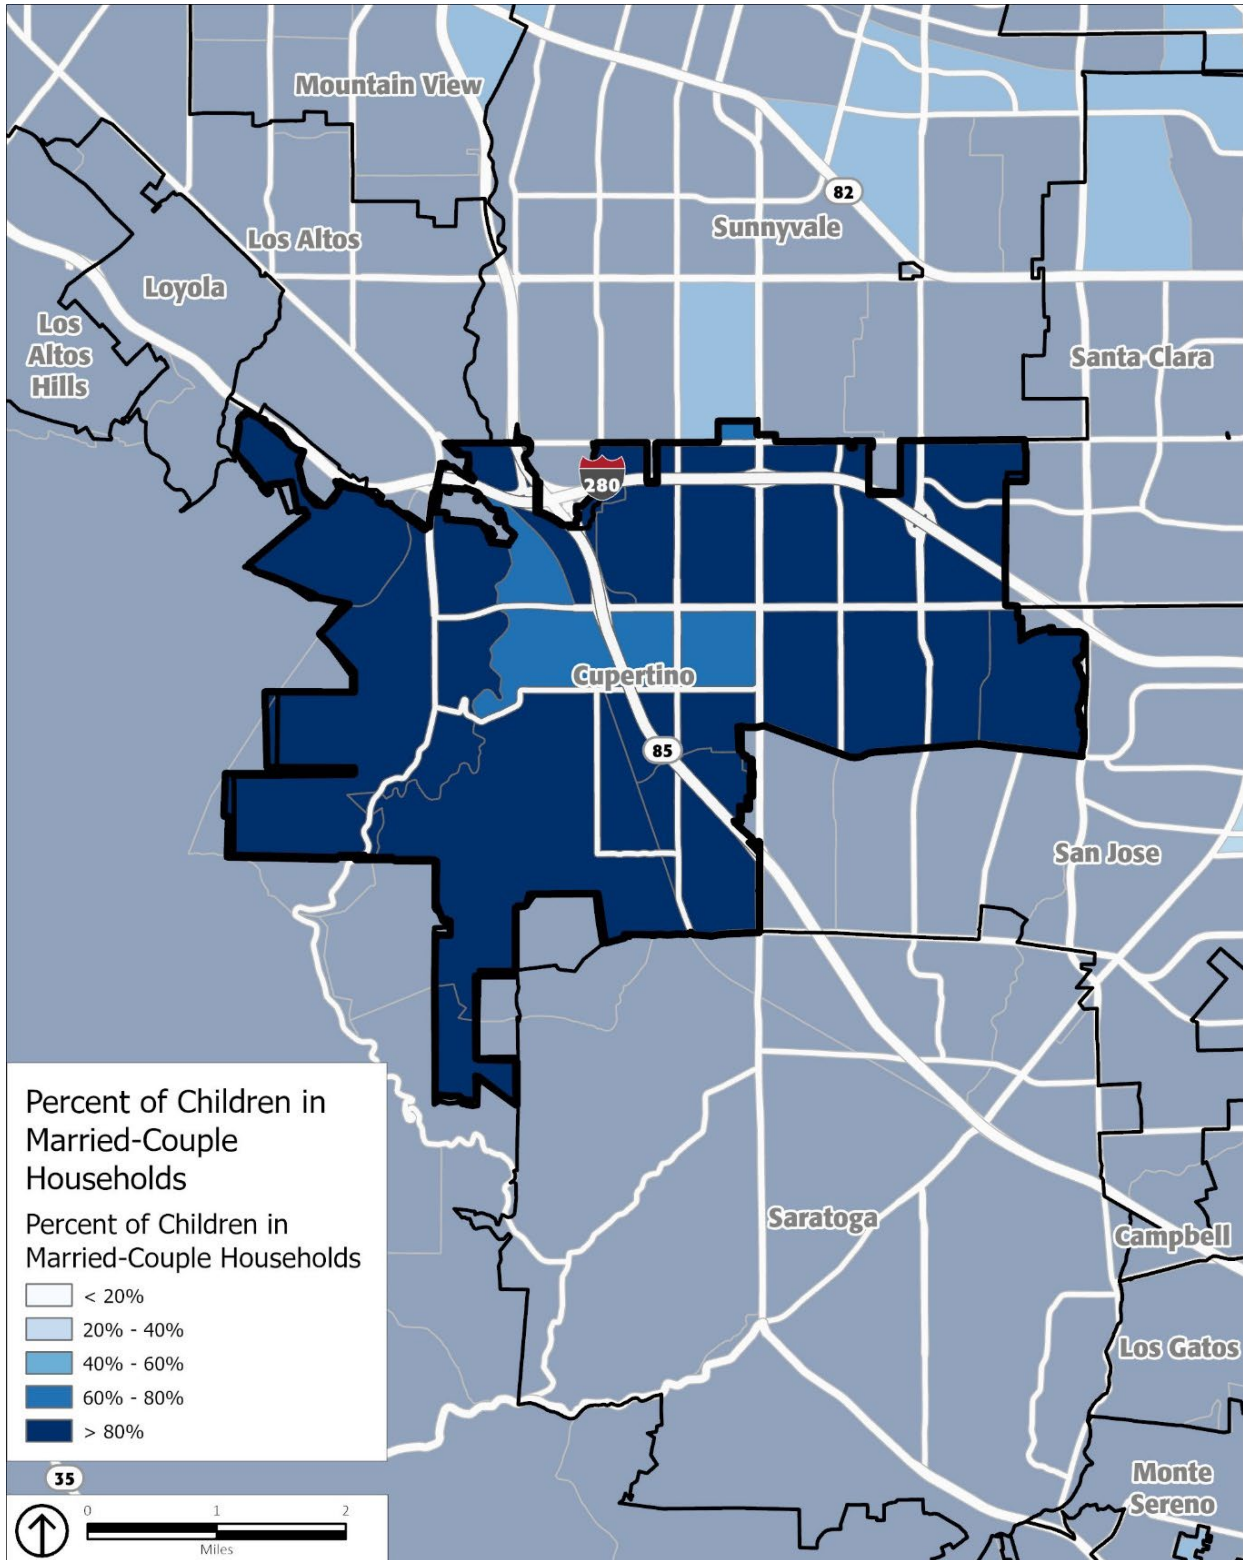 Mountain View
82
Sunnyvale
Los Altos
Loyola
Los
Altos
Hills
Santa Clara
280
Cupertino
85
San Jose
Saratoga
Campbell
Los Gatos
Monte
Sereno
Percent of Children in
Married-Couple
Households
Percent of Children in
Married-Couple Households
< 20%
20% - 40%
40% - 60%
60% - 80%
> 80%
35
0 1 2
Miles